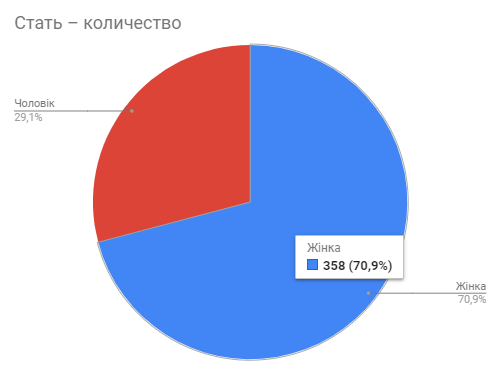 Стать – количество
Чоловік
29,1%
Жінка
358 (70,9%)
Жінка
70,9%